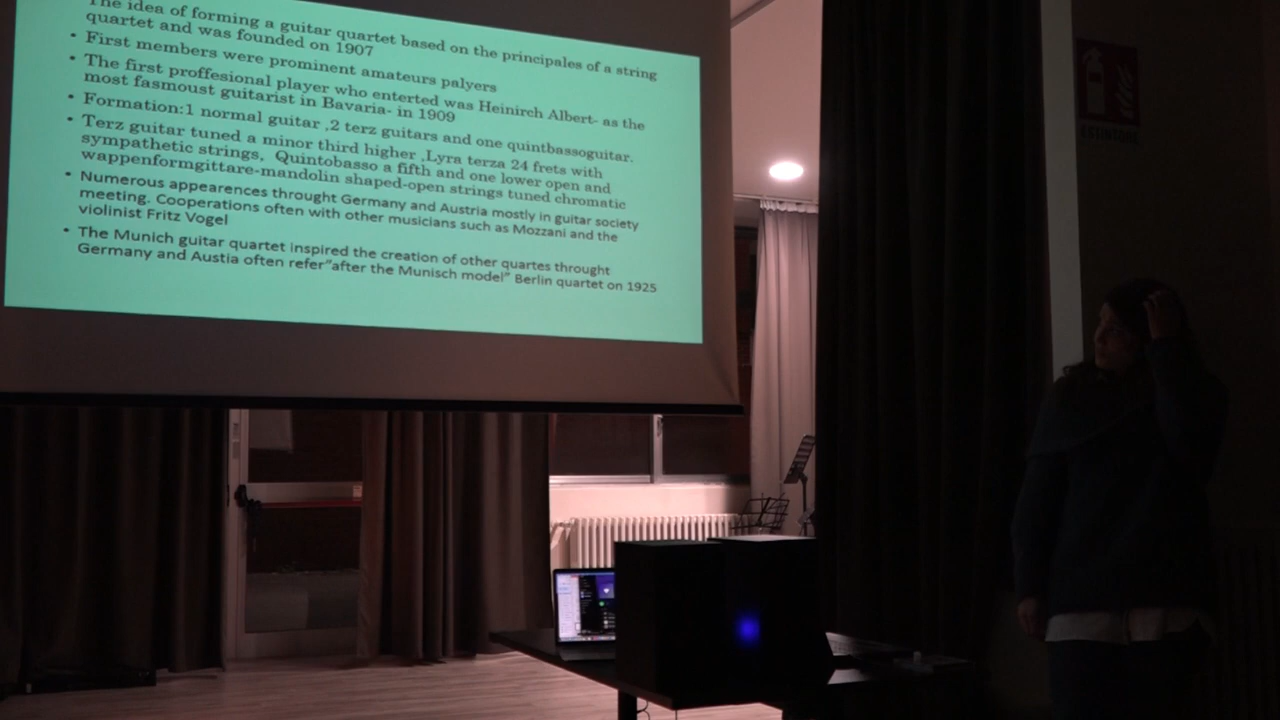 The idea of forming a guitar quartet based on the principales of a string
quartet and was founded on 1907
• First members were prominent amateurs palyers
• The first proffesional player who enterted was Heinirch Albert- as the
most fasmoust guitarist in Bavaria- in 1909
• Formation:1 normal guitar ,2 terz guitars and one quintbassoguitar.
• Terz guitar tuned a minor third higher ,Lyra terza 24 frets with
sympathetic strings, Quintobasso a fifth and one lower open and
wappenformgittare-mandolin shaped-open strings tuned chromatic
• Numerous appearences throught Germany and Austria mostly in guitar society
meeting. Cooperations often with other musicians such as Mozzani and the
violinist Fritz Vogel
• The Munich guitar quartet inspired the creation of other quartes throught
Germany and Austia often refer"after the Munisch model" Berlin quartet on 1925
ESTINTORE